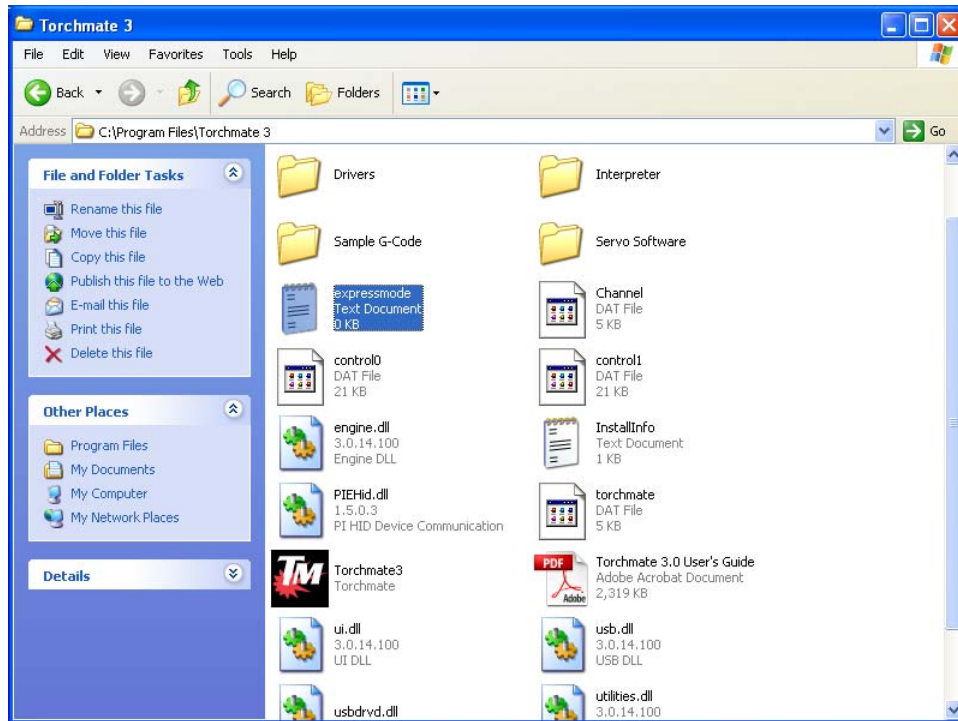 Torchmate 3
File Edit View Favorites Tools Help
Back Search Folders
Address C:\Program Files\Torchmate 3 Go
File and Folder Tasks
Rename this file
Move this file
Copy this file
Publish this file to the Web
E-mail this file
Print this file
Delete this file
Other Places
Program Files
My Documents
My Computer
My Network Places
Details
Drivers
Interpreter
Sample G-Code
Servo Software
expressmode
Text Document
0 KB
Channel
DAT File
5 KB
control0
DAT File
21 KB
control1
DAT File
21 KB
engine.dll
3.0.14.100
Engine DLL
InstallInfo
Text Document
1 KB
PIEHid.dll
1.5.0.3
PI HID Device Communication
torchmate
DAT File
5 KB
TM
Torchmate3
Torchmate
PDF
Adobe
Torchmate 3.0 User's Guide
Adobe Acrobat Document
2,319 KB
ui.dll
3.0.14.100
UI DLL
usb.dll
3.0.14.100
USB DLL
usbdrvd.dll
utilities.dll
3.0.14.100